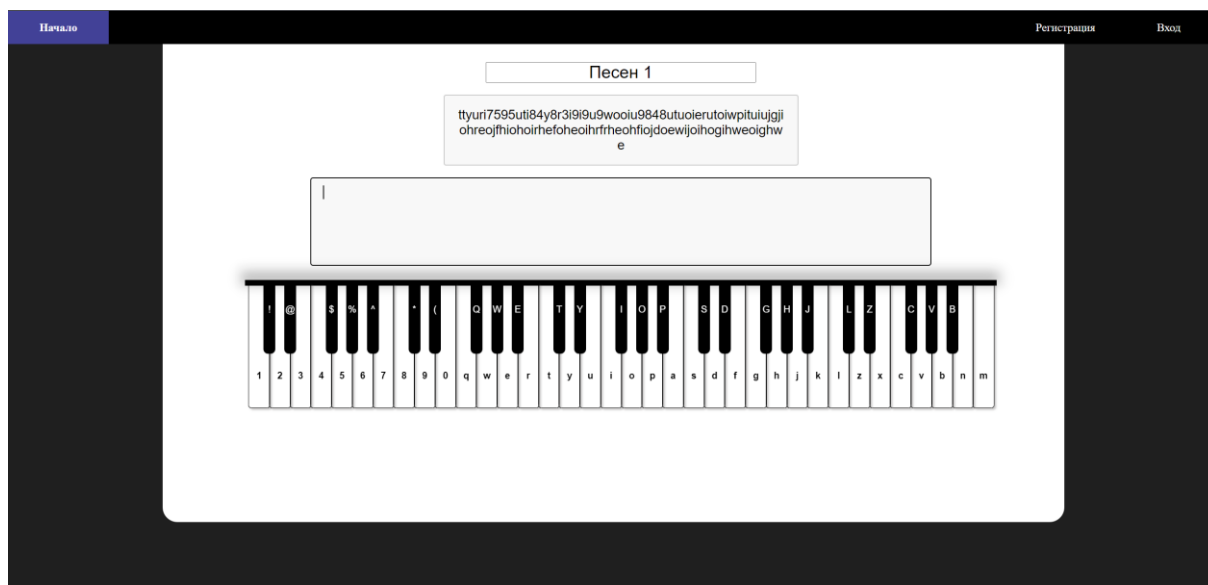 Начало Регистрация Вход
Песен 1
ttyuri7595uti84y8r3i9i9u9wooiu9848utuoierutoiwpituiujgji
ohreojfhiohoirhefoheoihrfrheohfiojdoewijoihogihweoighw
e
! @ $ % ^ * ( Q W E T Y I O P S D G H J L Z C V B
1 2 3 4 5 6 7 8 9 0 q w e r t y u i o p a s d f g h j k l z x c v b n m